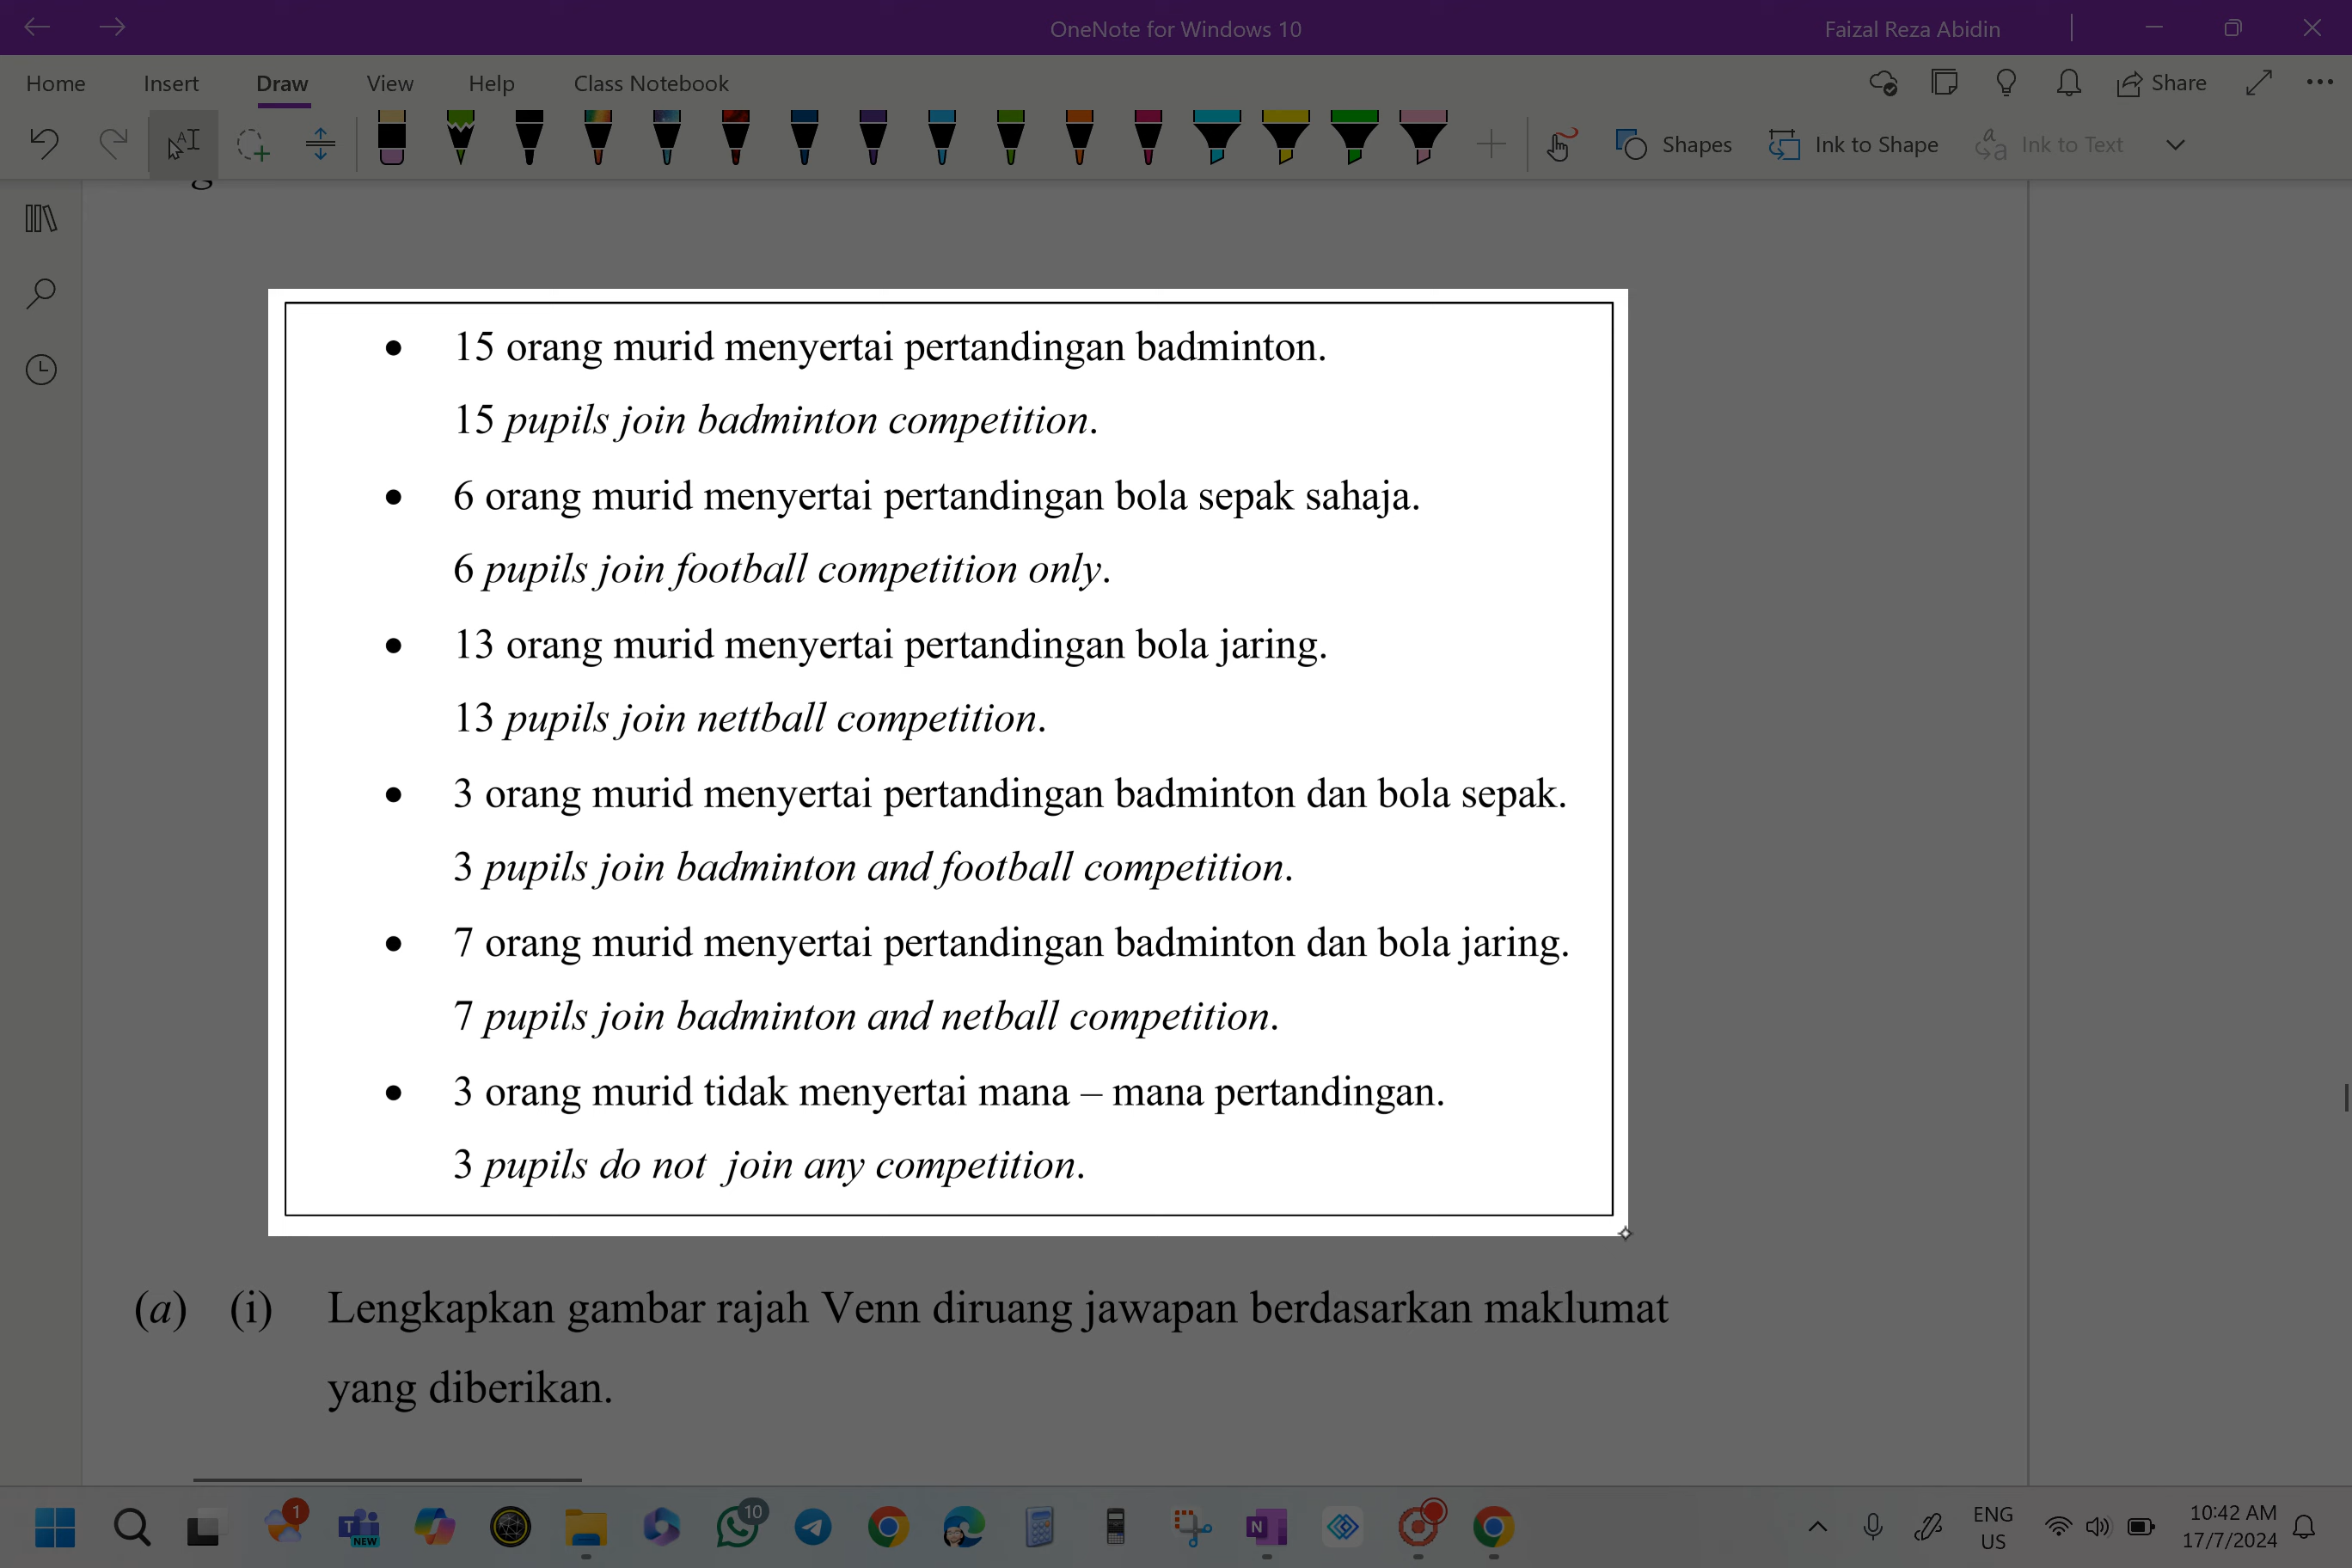 OneNote for Windows 10
Faizal Reza Abidin
Home
Insert
Draw
View
Help
Class Notebook
Share
Shapes
Ink to Shape
Ink to Text
• 15 orang murid menyertai pertandingan badminton.
15 pupils join badminton competition.
• 6 orang murid menyertai pertandingan bola sepak sahaja.
6 pupils join football competition only.
• 13 orang murid menyertai pertandingan bola jaring.
13 pupils join nettball competition.
• 3 orang murid menyertai pertandingan badminton dan bola sepak.
3 pupils join badminton and football competition.
• 7 orang murid menyertai pertandingan badminton dan bola jaring.
7 pupils join badminton and netball competition.
• 3 orang murid tidak menyertai mana – mana pertandingan.
3 pupils do not join any competition.
(a) (i) Lengkapkan gambar rajah Venn diruang jawapan berdasarkan maklumat
yang diberikan.
1
NEW
10
ENG
US
10:42 AM
17/7/2024